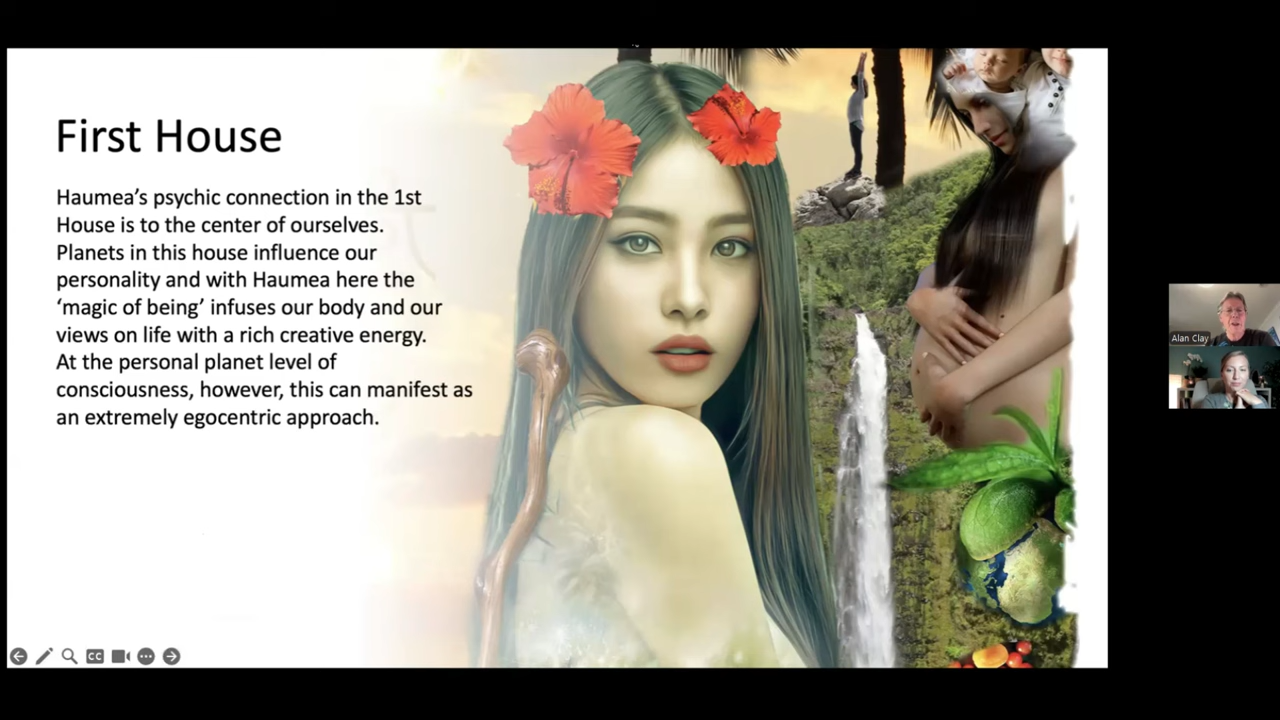 First House
Haumea’s psychic connection in the 1st
House is to the center of ourselves.
Planets in this house influence our
personality and with Haumea here the
‘magic of being’ infuses our body and our
views on life with a rich creative energy.
At the personal planet level of
consciousness, however, this can manifest as
an extremely egocentric approach.
Alan Clay
CC